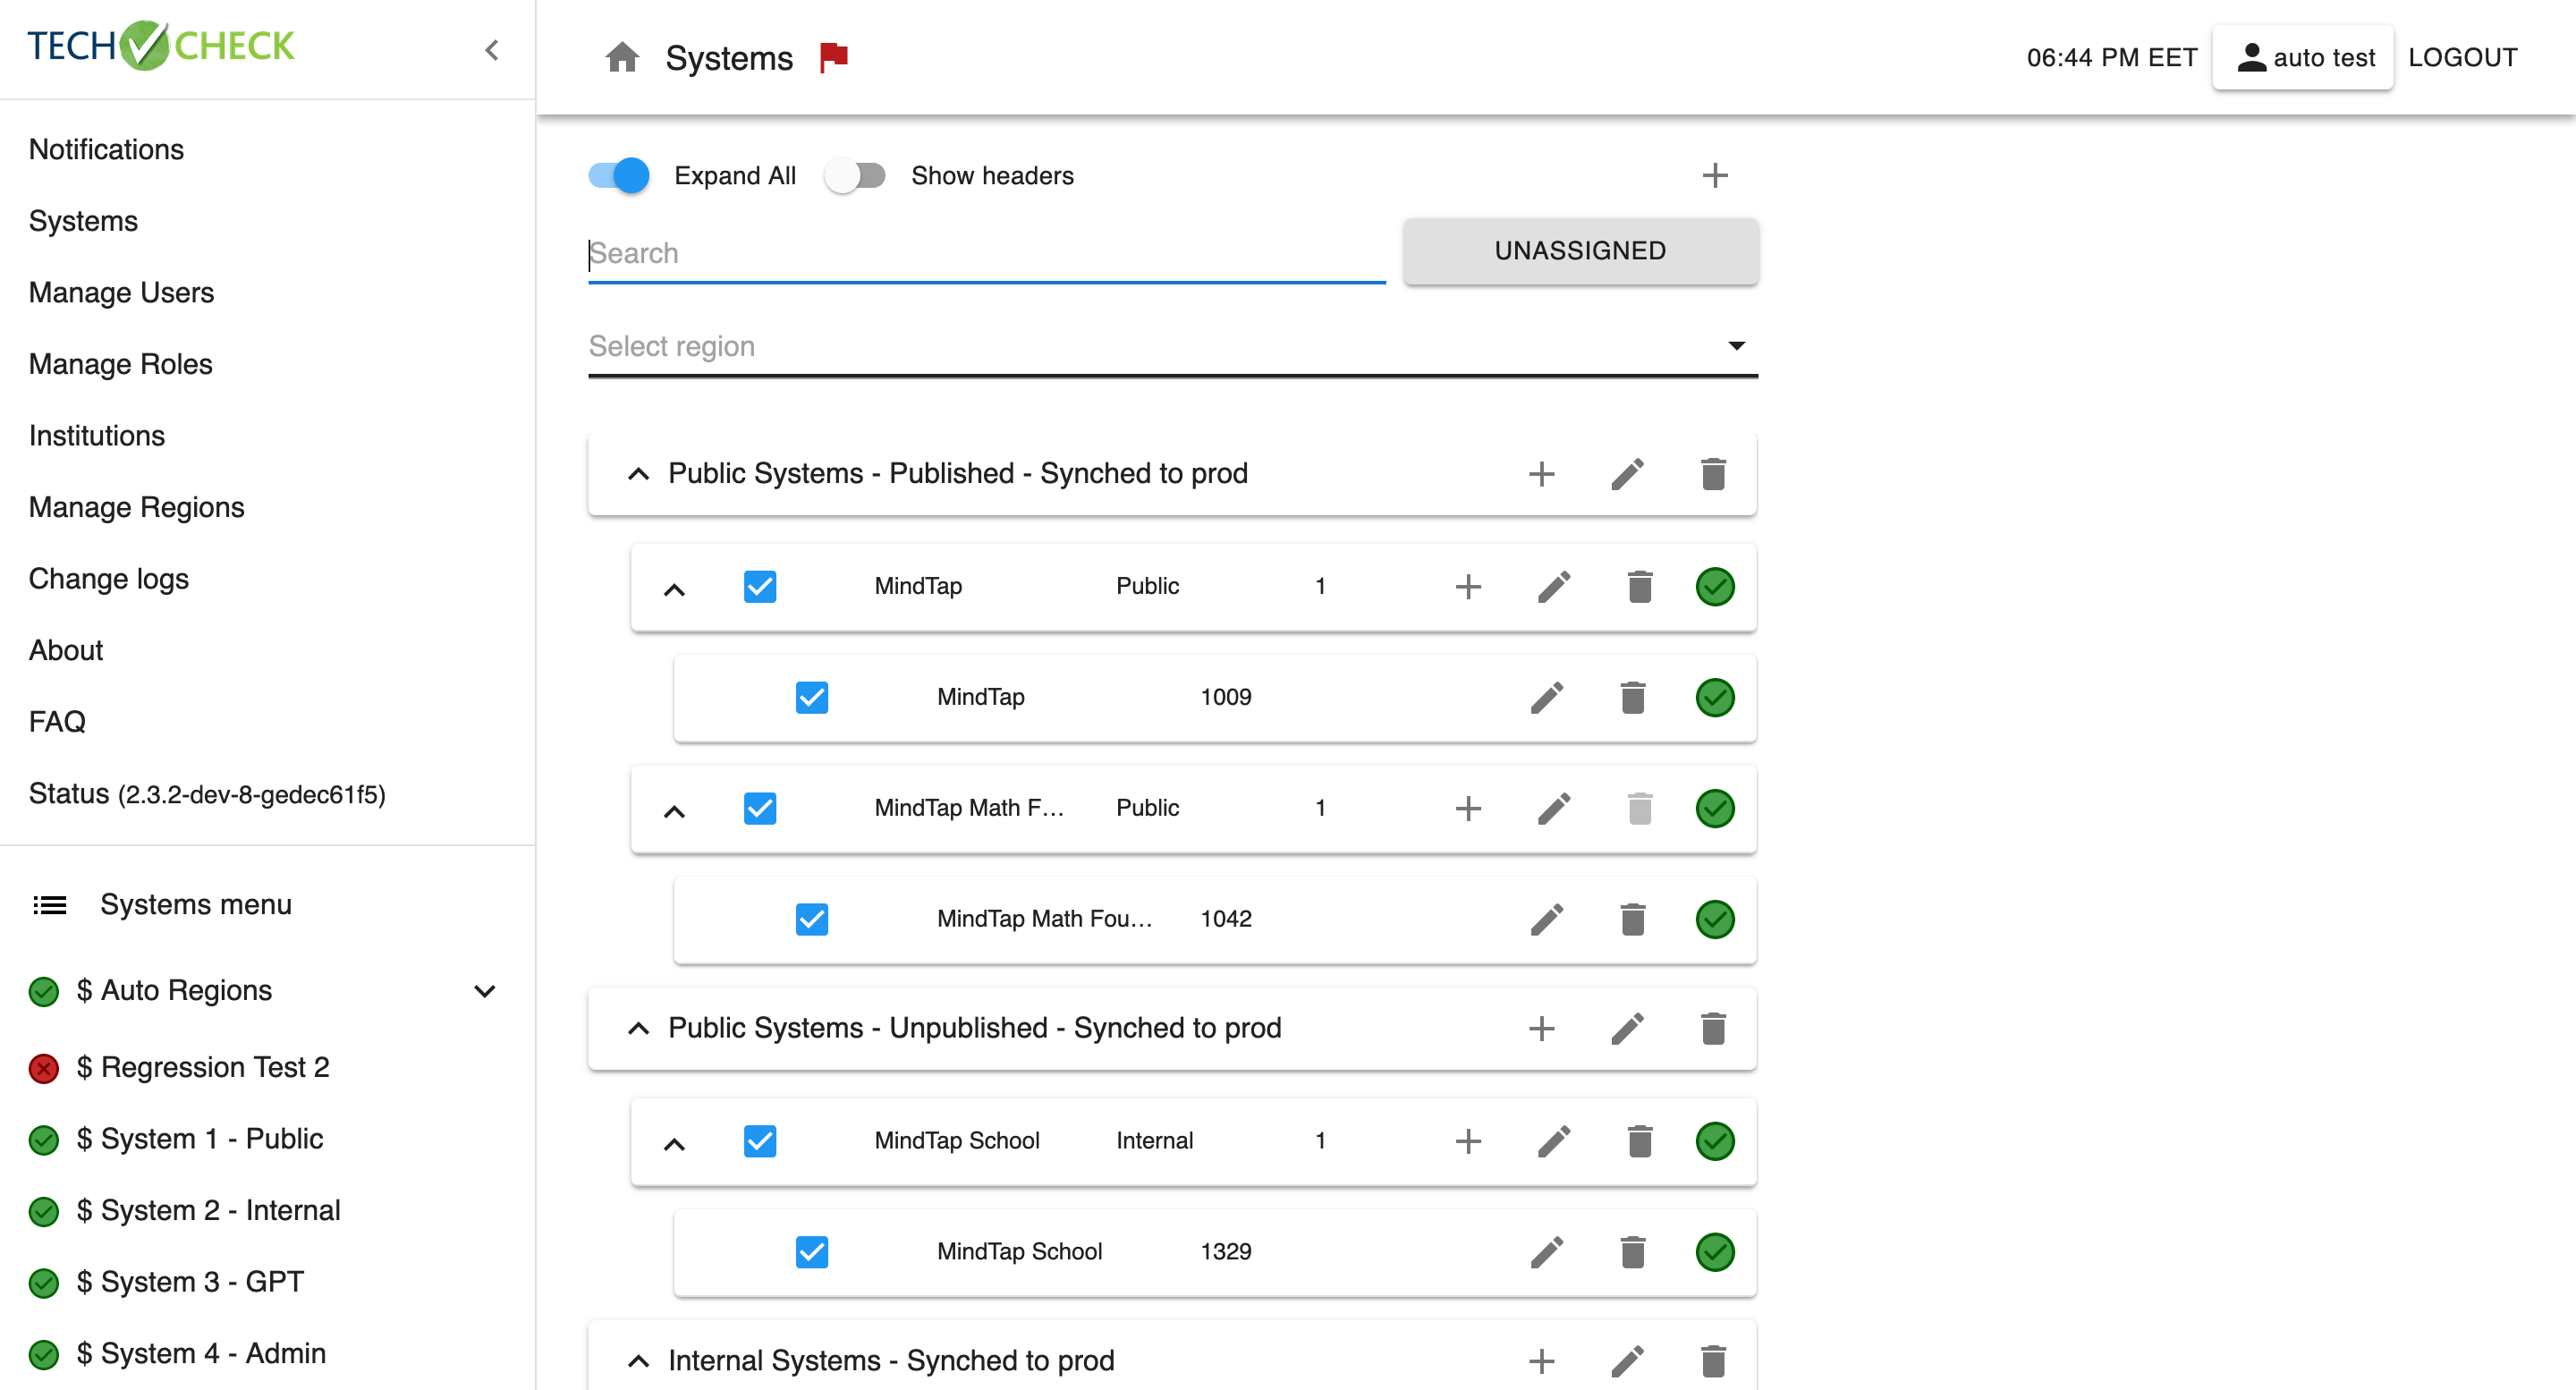 TECH CHECK
Notifications
Systems
Manage Users
Manage Roles
Institutions
Manage Regions
Change logs
About
FAQ
Status (2.3.2-dev-8-gedec61f5)
Systems menu
$ Auto Regions
$ Regression Test 2
$ System 1 - Public
$ System 2 - Internal
$ System 3 - GPT
$ System 4 - Admin
Systems
06:44 PM EET
auto test
LOGOUT
Expand All
Show headers
Search
UNASSIGNED
Select region
Public Systems - Published - Synched to prod
MindTap Public 1
MindTap 1009
MindTap Math F... Public 1
MindTap Math Fou... 1042
Public Systems - Unpublished - Synched to prod
MindTap School Internal 1
MindTap School 1329
Internal Systems - Synched to prod